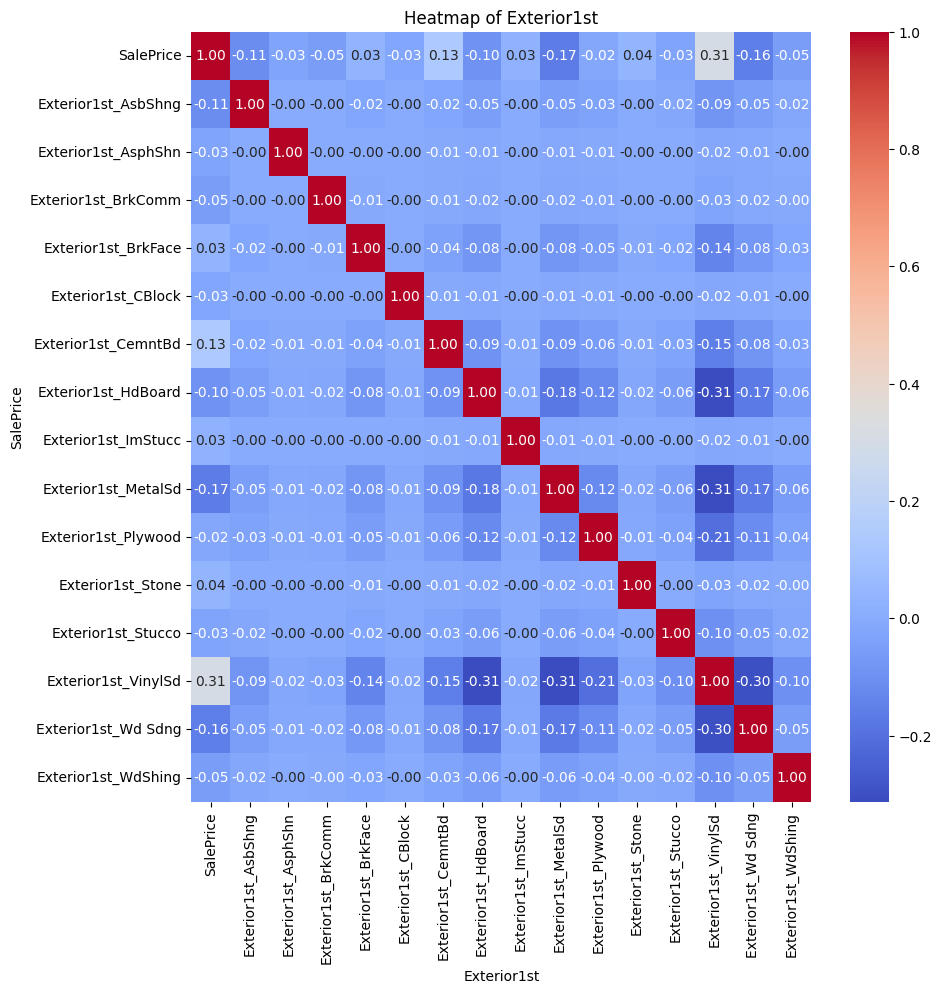 Heatmap of Exterior1st
SalePrice 1.00 -0.11 -0.03 -0.05 0.03 -0.03 0.13 -0.10 0.03 -0.17 -0.02 0.04 -0.03 0.31 -0.16 -0.05
Exterior1st_AsbShng -0.11 1.00 -0.00 -0.00 -0.02 -0.00 -0.02 -0.05 -0.00 -0.05 -0.03 -0.00 -0.02 -0.09 -0.05 -0.02
Exterior1st_AsphShn -0.03 -0.00 1.00 -0.00 -0.00 -0.00 -0.01 -0.01 -0.00 -0.01 -0.01 -0.00 -0.00 -0.02 -0.01 -0.00
Exterior1st_BrkComm -0.05 -0.00 -0.00 1.00 -0.01 -0.00 -0.01 -0.02 -0.00 -0.02 -0.01 -0.00 -0.00 -0.03 -0.02 -0.00
Exterior1st_BrkFace 0.03 -0.02 -0.00 -0.01 1.00 -0.00 -0.04 -0.08 -0.00 -0.08 -0.05 -0.01 -0.02 -0.14 -0.08 -0.03
Exterior1st_CBlock -0.03 -0.00 -0.00 -0.00 -0.00 1.00 -0.01 -0.01 -0.00 -0.01 -0.01 -0.00 -0.00 -0.02 -0.01 -0.00
Exterior1st_CemntBd 0.13 -0.02 -0.01 -0.01 -0.04 -0.01 1.00 -0.09 -0.01 -0.09 -0.06 -0.01 -0.03 -0.15 -0.08 -0.03
Exterior1st_HdBoard -0.10 -0.05 -0.01 -0.02 -0.08 -0.01 -0.09 1.00 -0.01 -0.18 -0.12 -0.02 -0.06 -0.31 -0.17 -0.06
Exterior1st_ImStucc 0.03 -0.00 -0.00 -0.00 -0.00 -0.00 -0.01 -0.01 1.00 -0.01 -0.01 -0.00 -0.00 -0.02 -0.01 -0.00
Exterior1st_MetalSd -0.17 -0.05 -0.01 -0.02 -0.08 -0.01 -0.09 -0.18 -0.01 1.00 -0.12 -0.02 -0.06 -0.31 -0.17 -0.06
Exterior1st_Plywood -0.02 -0.03 -0.01 -0.01 -0.05 -0.01 -0.06 -0.12 -0.01 -0.12 1.00 -0.01 -0.04 -0.21 -0.11 -0.04
Exterior1st_Stone 0.04 -0.00 -0.00 -0.00 -0.01 -0.00 -0.01 -0.02 -0.00 -0.02 -0.01 1.00 -0.00 -0.03 -0.02 -0.00
Exterior1st_Stucco -0.03 -0.02 -0.00 -0.00 -0.02 -0.00 -0.03 -0.06 -0.00 -0.06 -0.04 -0.00 1.00 -0.10 -0.05 -0.02
Exterior1st_VinylSd 0.31 -0.09 -0.02 -0.03 -0.14 -0.02 -0.15 -0.31 -0.02 -0.31 -0.21 -0.03 -0.10 1.00 -0.30 -0.10
Exterior1st_Wd Sdng -0.16 -0.05 -0.01 -0.02 -0.08 -0.01 -0.08 -0.17 -0.01 -0.17 -0.11 -0.02 -0.05 -0.30 1.00 -0.05
Exterior1st_WdShing -0.05 -0.02 -0.00 -0.00 -0.03 -0.00 -0.03 -0.06 -0.00 -0.06 -0.04 -0.00 -0.02 -0.10 -0.05 1.00
SalePrice
SalePrice
Exterior1st_AsbShng
Exterior1st_AsphShn
Exterior1st_BrkComm
Exterior1st_BrkFace
Exterior1st_CBlock
Exterior1st_CemntBd
Exterior1st_HdBoard
Exterior1st_ImStucc
Exterior1st_MetalSd
Exterior1st_Plywood
Exterior1st_Stone
Exterior1st_Stucco
Exterior1st_VinylSd
Exterior1st_Wd Sdng
Exterior1st_WdShing
Exterior1st
1.0
0.8
0.6
0.4
0.2
0.0
−0.2